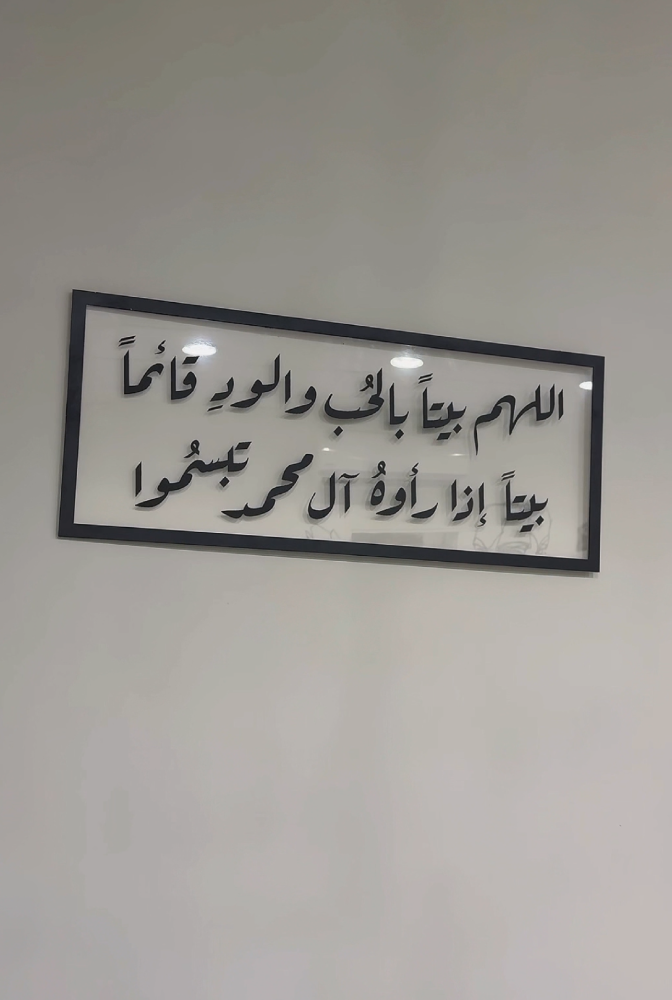 اللهم بيتاً بالحُب والودِ قائماً
بيتاً إذا رأوهُ آل محمد تبسمُوا